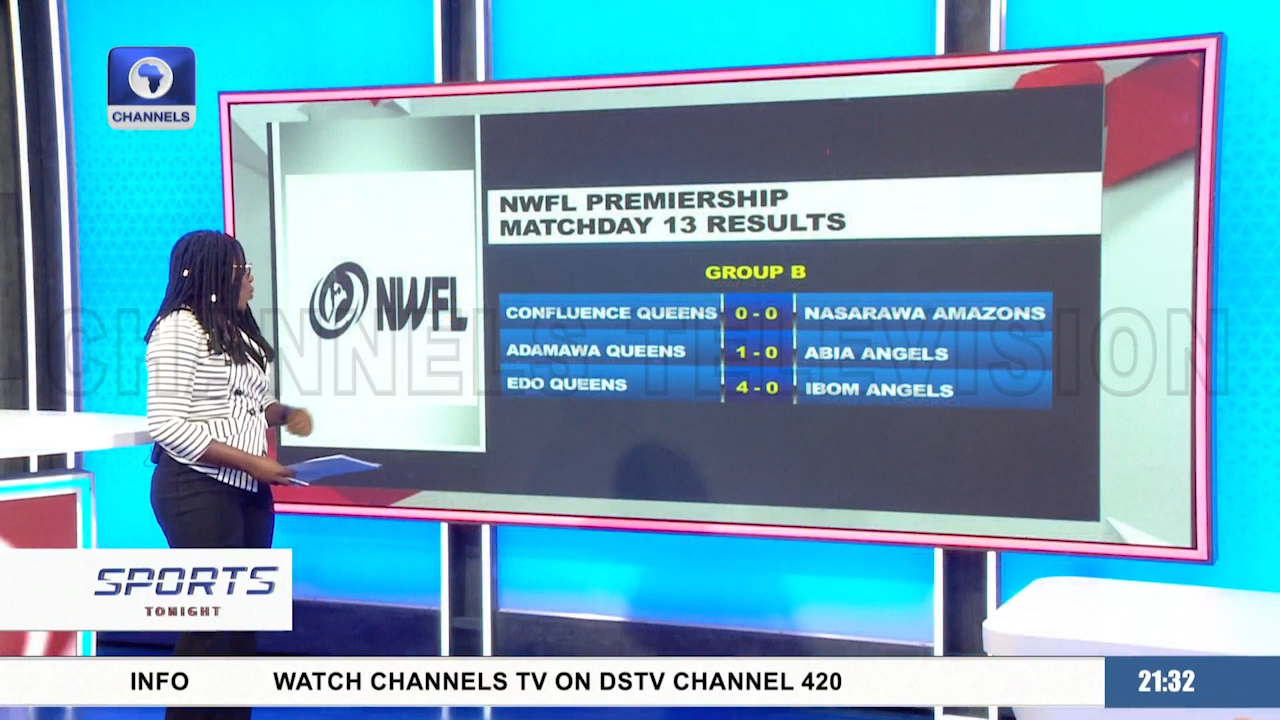 CHANNELS
NWFL PREMIERSHIP
MATCHDAY 13 RESULTS
GROUP B
NWFL
CONFLUENCE QUEENS 0 - 0 NASARAWA AMAZONS
ADAMAWA QUEENS 1 - 0 ABIA ANGELS
EDO QUEENS 4 - 0 IBOM ANGELS
CHANNELS TELEVISION
SPORTS
TONIGHT
INFO WATCH CHANNELS TV ON DSTV CHANNEL 420 21:32